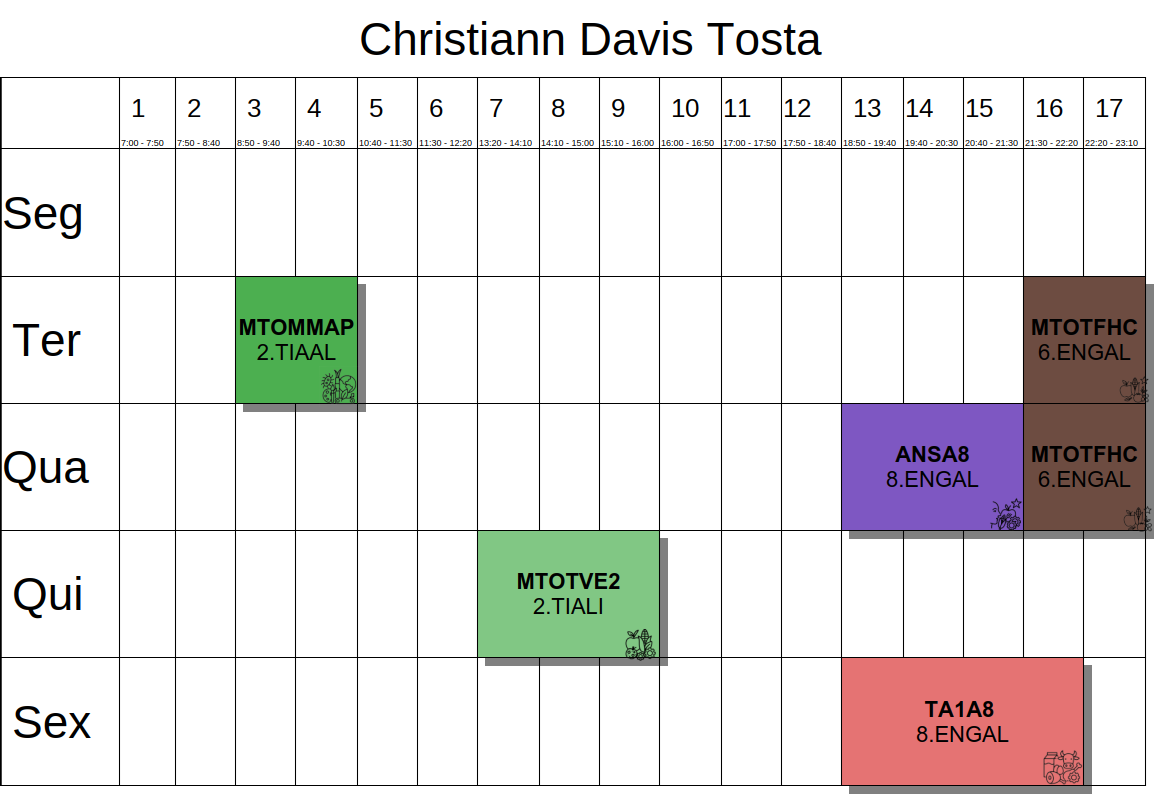 Christiann Davis Tosta
1 2 3 4 5 6 7 8 9 10 11 12 13 14 15 16 17
7:00 - 7:50 7:50 - 8:40 8:50 - 9:40 9:40 - 10:30 10:40 - 11:30 11:30 - 12:20 13:20 - 14:10 14:10 - 15:00 15:10 - 16:00 16:00 - 16:50 17:00 - 17:50 17:50 - 18:40 18:50 - 19:40 19:40 - 20:30 20:40 - 21:30 21:30 - 22:20 22:20 - 23:10
Seg
Ter
MTOMMAP
2.TIAAL
MTOTFHC
6.ENGAL
Qua
ANSA8
8.ENGAL
MTOTFHC
6.ENGAL
Qui
MTOTVE2
2.TIALI
Sex
TA1A8
8.ENGAL